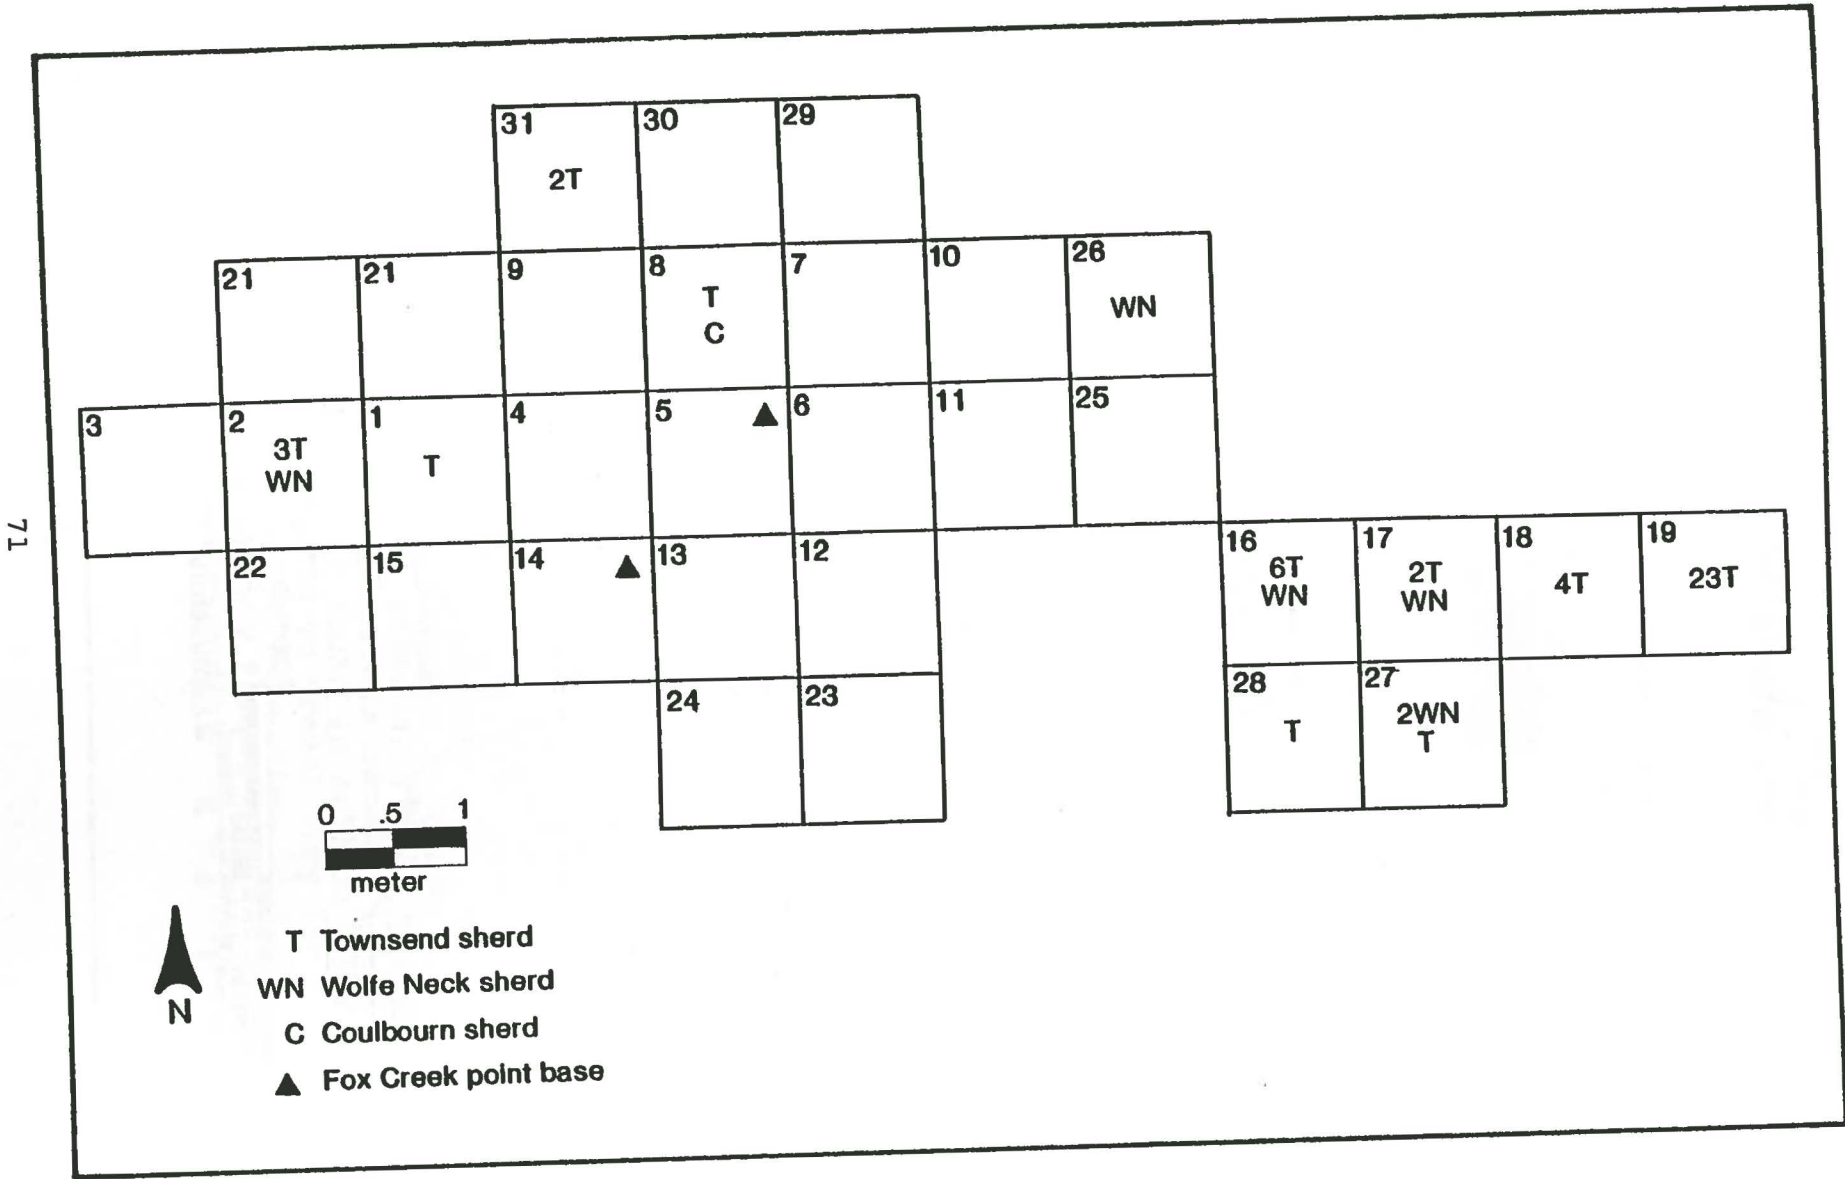 31 30 29
2T
21 21 9 8 7 10 26
T
C
WN
3 2 1 4 5 6 11 25
3T
WN
T
22 15 14 13 12
16 17 18 19
6T
WN
2T
WN
4T
23T
24 23
28 27
T
2WN
T
0 .5 1
meter
N
T Townsend sherd
WN Wolfe Neck sherd
C Coulbourn sherd
▲ Fox Creek point base
71